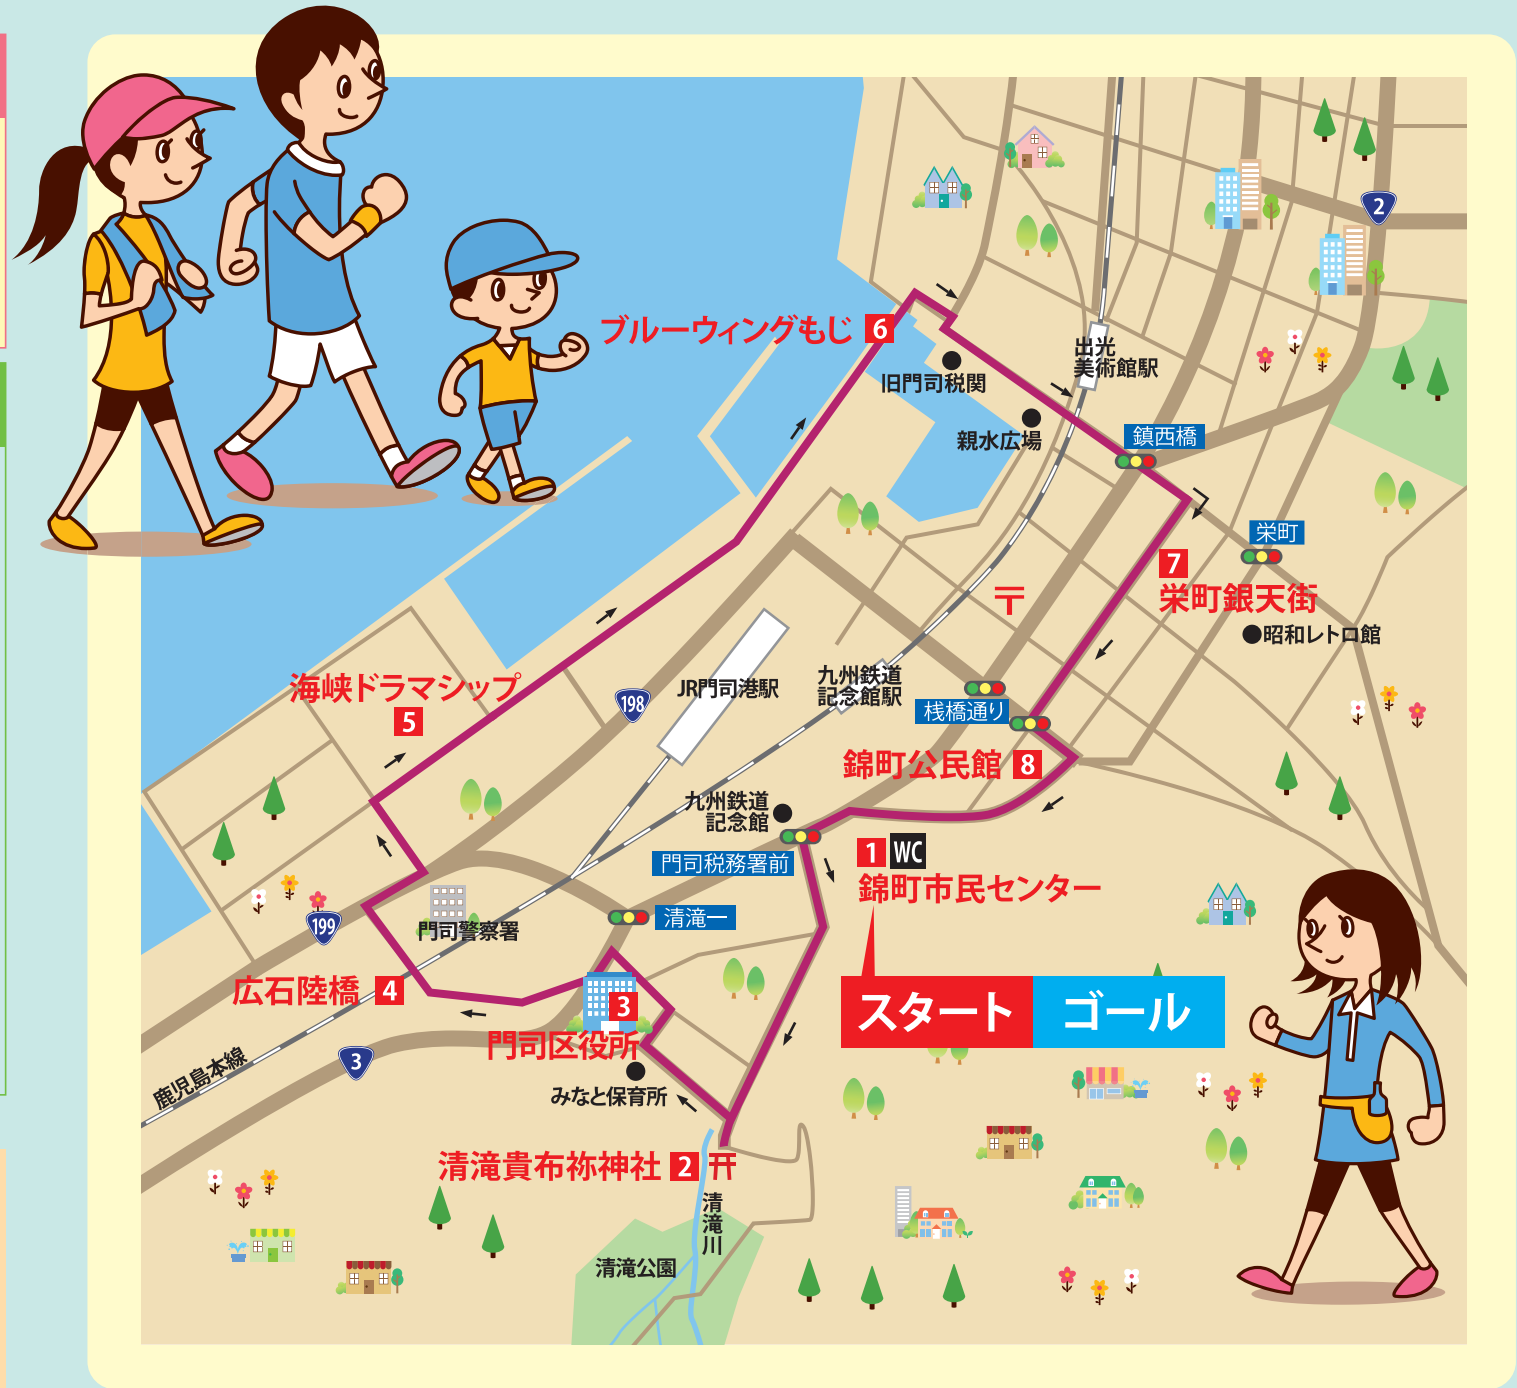 2
ブルーウィングもじ 6
出光
美術館駅
旧門司税関
親水広場
鎮西橋
栄町
7
栄町銀天街
昭和レトロ館
〒
海峡ドラマシップ
5
198
JR門司港駅
九州鉄道
記念館駅
桟橋通り
錦町公民館 8
九州鉄道
記念館
門司税務署前
1 WC
錦町市民センター
清滝一
199
門司警察署
広石陸橋 4
スタート ゴール
3
門司区役所
鹿児島本線
3
みなと保育所
清滝貴布祢神社 2
清滝川
清滝公園